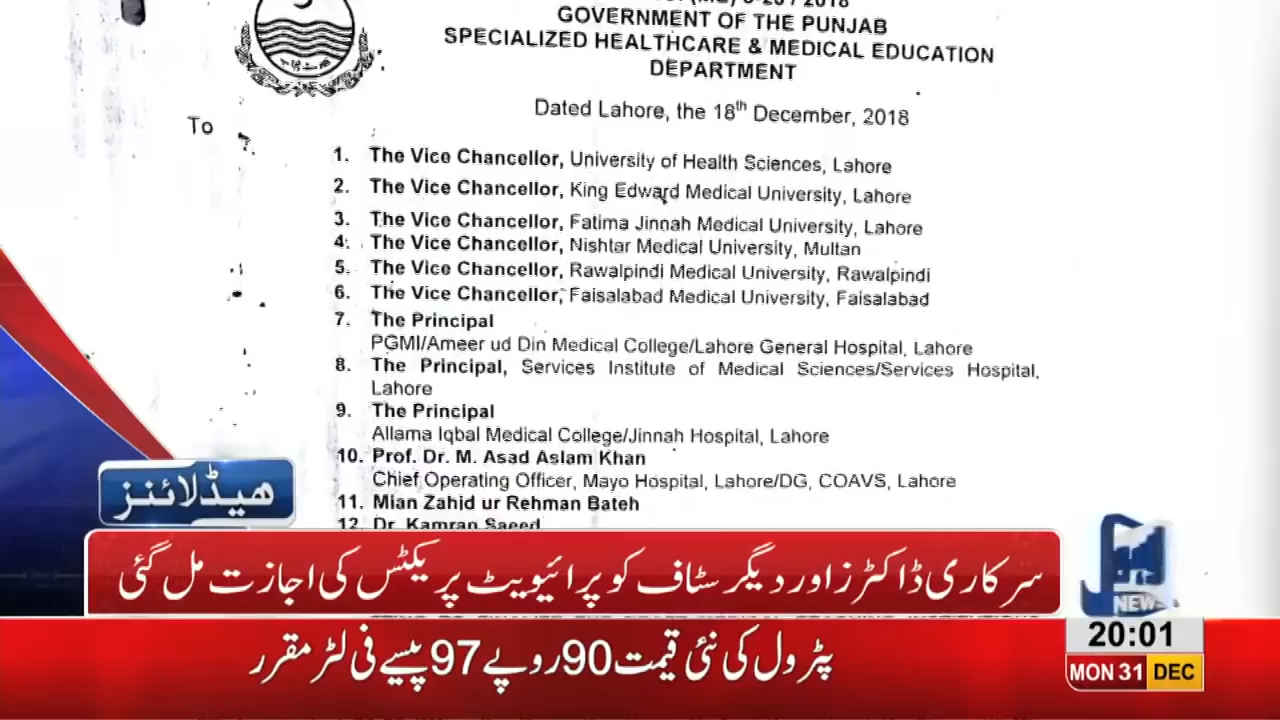 GOVERNMENT OF THE PUNJAB
SPECIALIZED HEALTHCARE & MEDICAL EDUCATION
DEPARTMENT
Dated Lahore, the 18th December, 2018
To
1. The Vice Chancellor, University of Health Sciences, Lahore
2. The Vice Chancellor, King Edward Medical University, Lahore
3. The Vice Chancellor, Fatima Jinnah Medical University, Lahore
4. The Vice Chancellor, Nishtar Medical University, Multan
5. The Vice Chancellor, Rawalpindi Medical University, Rawalpindi
6. The Vice Chancellor, Faisalabad Medical University, Faisalabad
7. The Principal
PGMI/Ameer ud Din Medical College/Lahore General Hospital, Lahore
8. The Principal, Services Institute of Medical Sciences/Services Hospital,
Lahore
9. The Principal
Allama Iqbal Medical College/Jinnah Hospital, Lahore
10. Prof. Dr. M. Asad Aslam Khan
Chief Operating Officer, Mayo Hospital, Lahore/DG, COAVS, Lahore
11. Mian Zahid ur Rehman Bateh
12. Dr. Kamran Saeed
ھیڈلائنز
سرکاری ڈاکٹرز اور دیگر سٹاف کو پرائیویٹ پریکٹس کی اجازت مل گئی
NEWS
پٹرول کی نئی قیمت 90 روپے 97 پیسے فی لٹر مقرر
20:01
MON 31 DEC